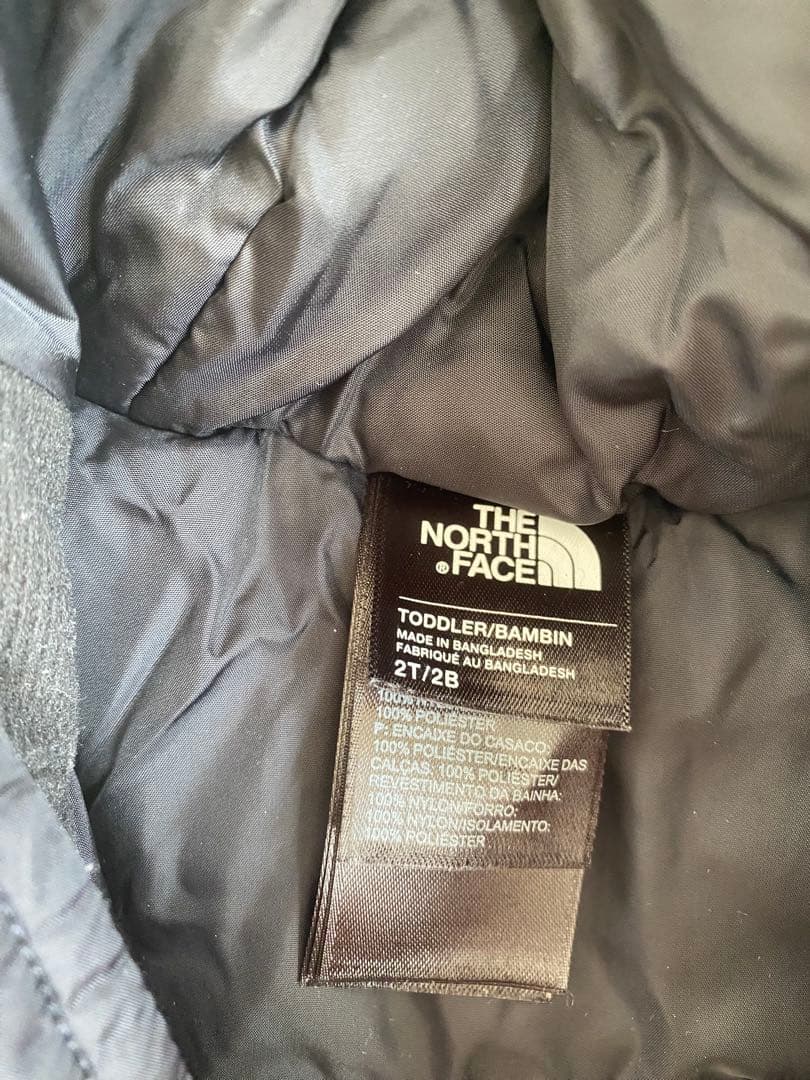 THE
NORTH
® FACE
TODDLER/BAMBIN
MADE IN BANGLADESH
FABRIQUÉ AU BANGLADESH
2T/2B
100%
100% POLIÉSTER
P: ENCAIXE DO CASACO:
100% POLIÉSTER/ENCAIXE DAS
CALÇAS: 100% POLIÉSTER/
REVESTIMENTO DA BAINHA:
100% NYLON/FORRO:
100% NYLON/ISOLAMENTO:
100% POLIÉSTER